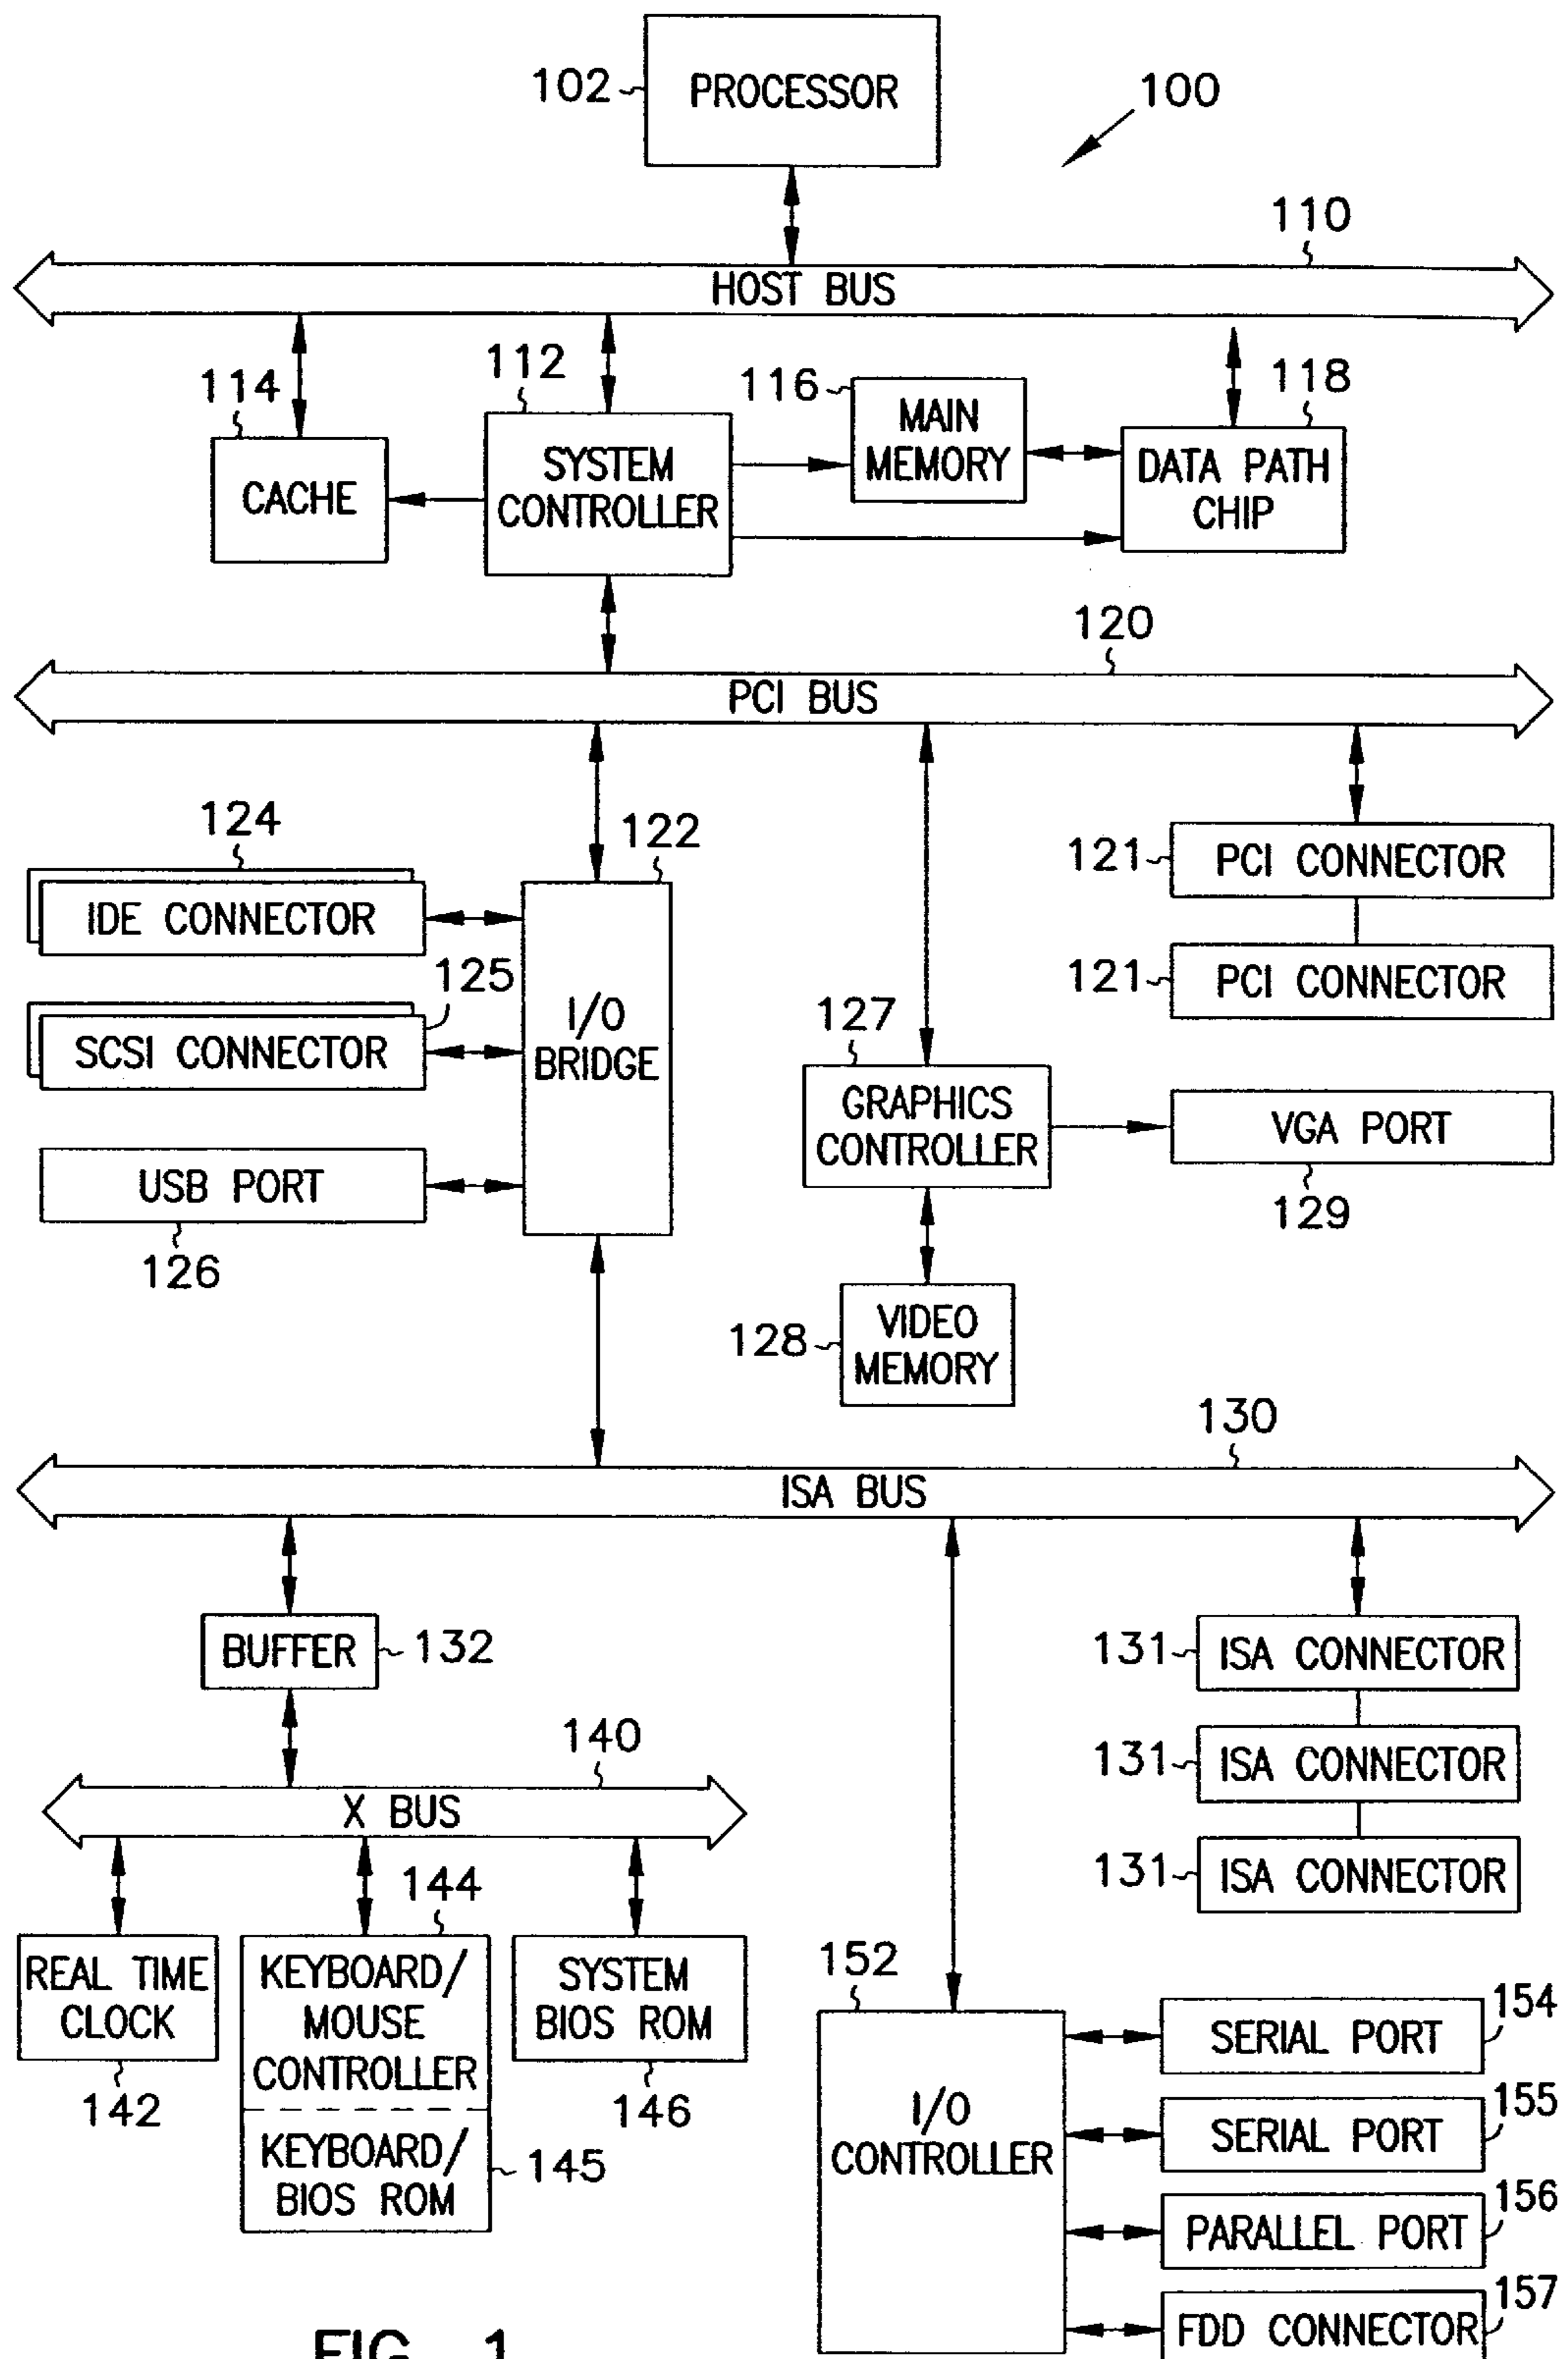 102
PROCESSOR
100
110
HOST BUS
114
112
116
118
CACHE
SYSTEM
CONTROLLER
MAIN
MEMORY
DATA PATH
CHIP
120
PCI BUS
124
122
121
PCI CONNECTOR
IDE CONNECTOR
125
121
PCI CONNECTOR
SCSI CONNECTOR
I/O
BRIDGE
127
GRAPHICS
CONTROLLER
VGA PORT
129
USB PORT
126
128
VIDEO
MEMORY
130
ISA BUS
BUFFER
132
131
ISA CONNECTOR
140
131
ISA CONNECTOR
X BUS
131
ISA CONNECTOR
144
REAL TIME
CLOCK
142
KEYBOARD/
MOUSE
CONTROLLER
SYSTEM
BIOS ROM
146
KEYBOARD/
BIOS ROM
145
152
I/O
CONTROLLER
SERIAL PORT
154
SERIAL PORT
155
PARALLEL PORT
156
FDD CONNECTOR
157
FIG. 1